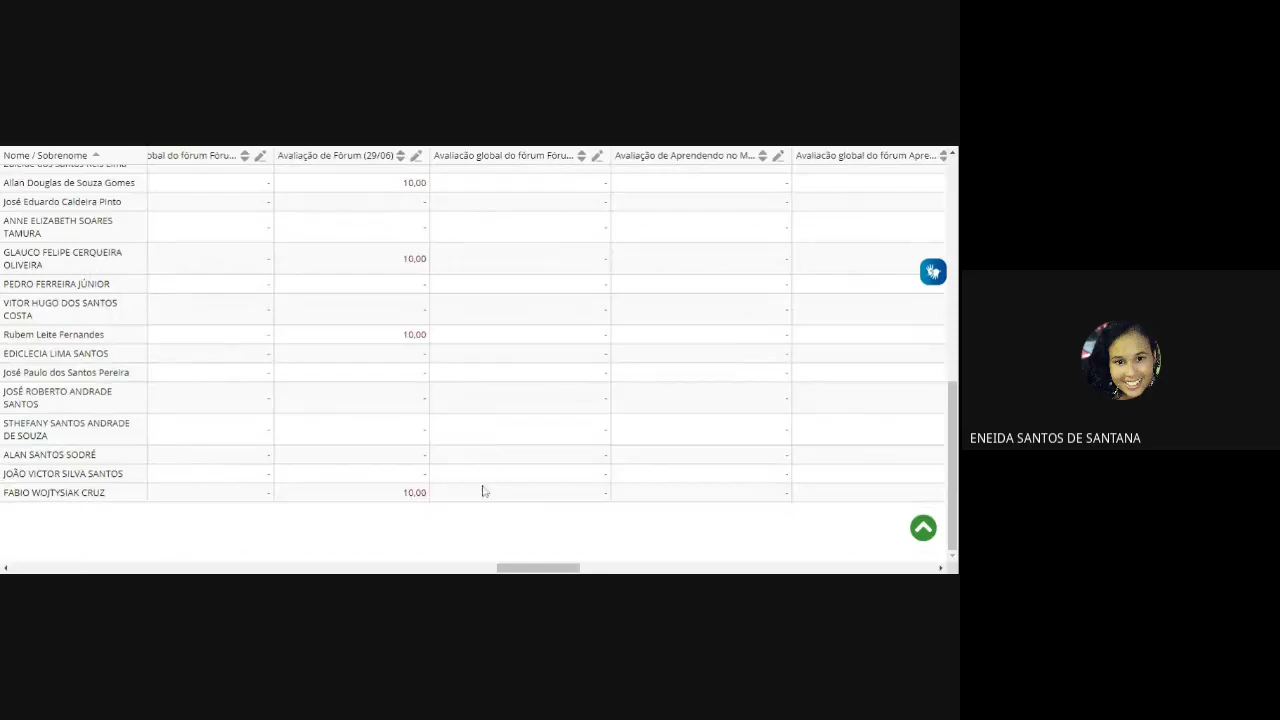 Nome / Sobrenome obal do fórum Fóru... Avaliação de Fórum (29/06) Avaliação global do fórum Fóru... Avaliação de Aprendendo no M... Avaliação global do fórum Apre...
Allan Douglas de Souza Gomes - 10,00 - -
José Eduardo Caldeira Pinto - - - -
ANNE ELIZABETH SOARES
TAMURA - - - -
GLAUCO FELIPE CERQUEIRA
OLIVEIRA - 10,00 - -
PEDRO FERREIRA JÚNIOR - - - -
VITOR HUGO DOS SANTOS
COSTA - - - -
Rubem Leite Fernandes - 10,00 - -
EDICLECIA LIMA SANTOS - - - -
José Paulo dos Santos Pereira - - - -
JOSÉ ROBERTO ANDRADE
SANTOS - - - -
STHEFANY SANTOS ANDRADE
DE SOUZA - - - -
ALAN SANTOS SODRÉ - - - -
JOÃO VICTOR SILVA SANTOS - - - -
FABIO WOJTYSIAK CRUZ - 10,00 - -
ENEIDA SANTOS DE SANTANA